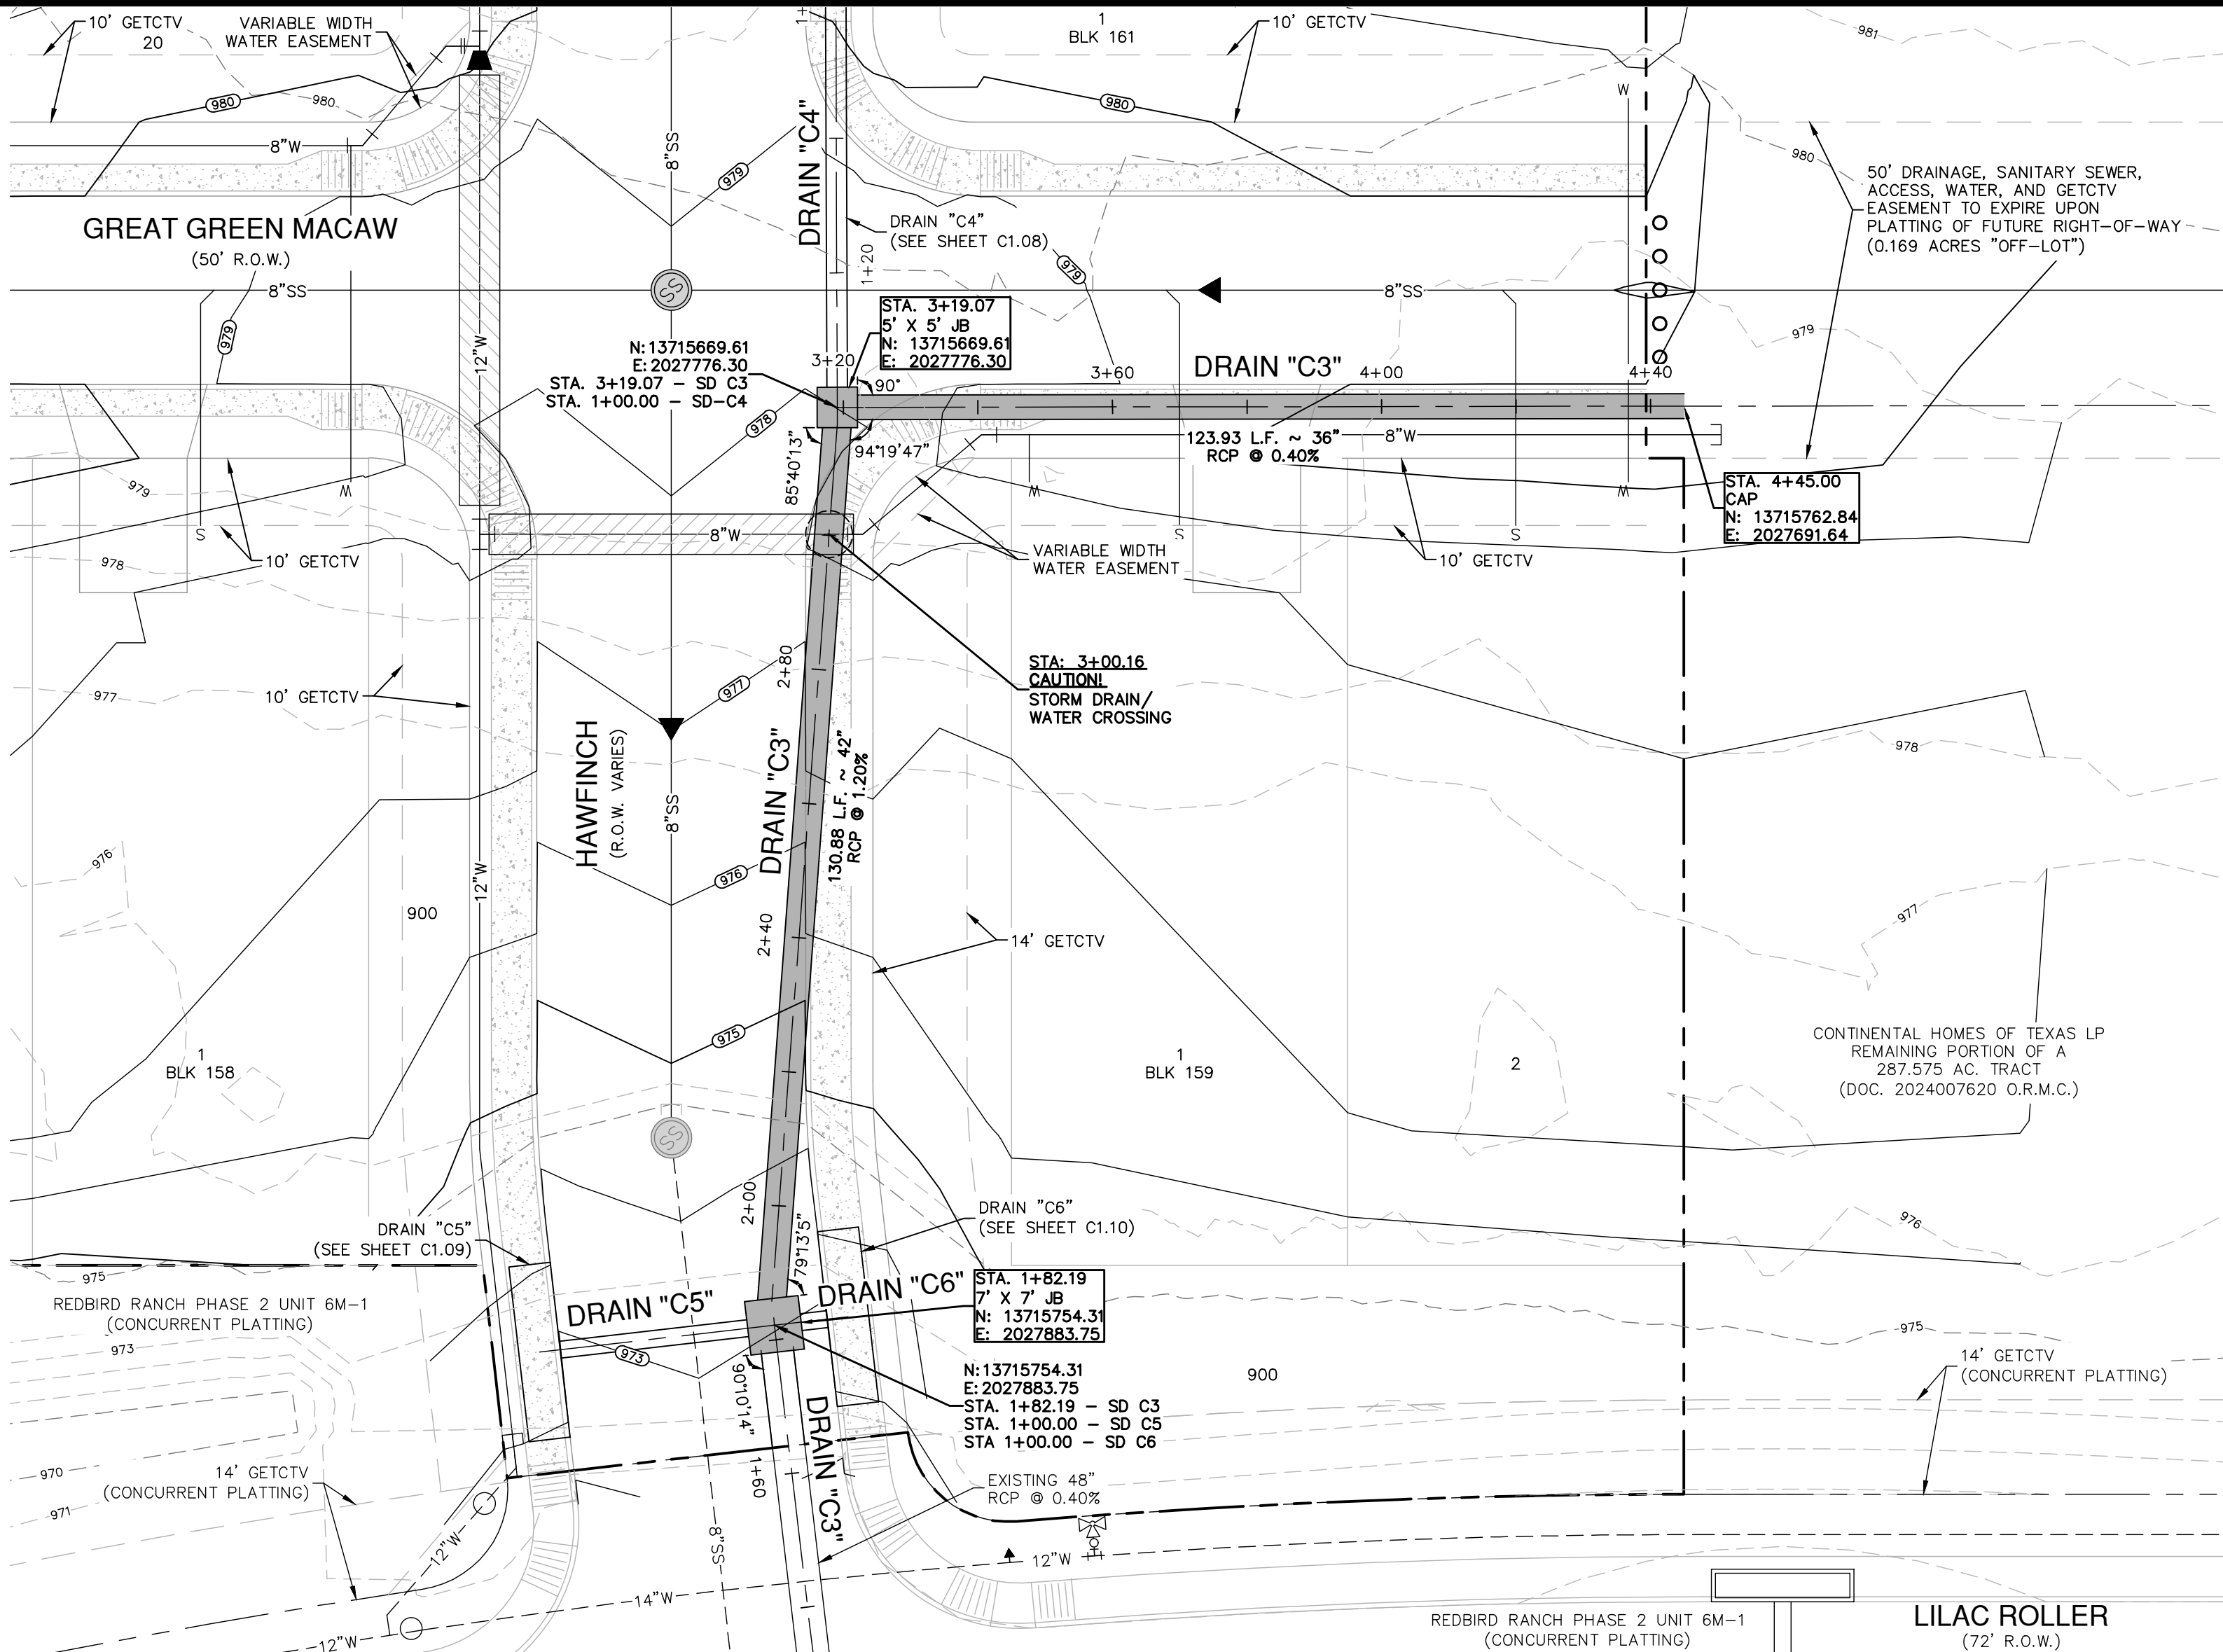 10' GETCTV
20
VARIABLE WIDTH
WATER EASEMENT
1
BLK 161
10' GETCTV
981
980
980
980
980
8"W
8"SS
979
DRAIN "C4"
W
50' DRAINAGE, SANITARY SEWER,
ACCESS, WATER, AND GETCTV
EASEMENT TO EXPIRE UPON
PLATTING OF FUTURE RIGHT-OF-WAY
(0.169 ACRES "OFF-LOT")
GREAT GREEN MACAW
(50' R.O.W.)
DRAIN "C4"
(SEE SHEET C1.08)
1+20
979
8"SS
SS
8"SS
979
979
12"W
STA. 3+19.07
5' X 5' JB
N: 13715669.61
E: 2027776.30
N:13715669.61
E:2027776.30
STA. 3+19.07 - SD C3
STA. 1+00.00 - SD-C4
3+20
90°
3+60
DRAIN "C3"
4+00
4+40
978
85°40'13"
94°19'47"
123.93 L.F. ~ 36"
RCP @ 0.40%
8"W
979
W
W
W
S
S
S
STA. 4+45.00
CAP
N: 13715762.84
E: 2027691.64
8"W
10' GETCTV
978
VARIABLE WIDTH
WATER EASEMENT
10' GETCTV
STA: 3+00.16
CAUTION!
STORM DRAIN/
WATER CROSSING
2+80
977
10' GETCTV
977
HAWFINCH
(R.O.W. VARIES)
DRAIN "C3"
130.88 L.F. ~ 42"
RCP @ 1.20%
978
8"SS
976
976
12"W
900
2+40
14' GETCTV
977
975
1
BLK 158
1
BLK 159
2
CONTINENTAL HOMES OF TEXAS LP
REMAINING PORTION OF A
287.575 AC. TRACT
(DOC. 2024007620 O.R.M.C.)
SS
2+00
79°13'5"
DRAIN "C6"
(SEE SHEET C1.10)
976
DRAIN "C5"
(SEE SHEET C1.09)
975
REDBIRD RANCH PHASE 2 UNIT 6M-1
(CONCURRENT PLATTING)
DRAIN "C5"
DRAIN "C6"
STA. 1+82.19
7' X 7' JB
N: 13715754.31
E: 2027883.75
973
973
975
14' GETCTV
(CONCURRENT PLATTING)
90°10'14"
N:13715754.31
E:2027883.75
STA. 1+82.19 - SD C3
STA. 1+00.00 - SD C5
STA 1+00.00 - SD C6
900
DRAIN "C3"
1+60
970
971
14' GETCTV
(CONCURRENT PLATTING)
EXISTING 48"
RCP @ 0.40%
8"SS
12"W
12"W
14"W
12"W
REDBIRD RANCH PHASE 2 UNIT 6M-1
(CONCURRENT PLATTING)
LILAC ROLLER
(72' R.O.W.)